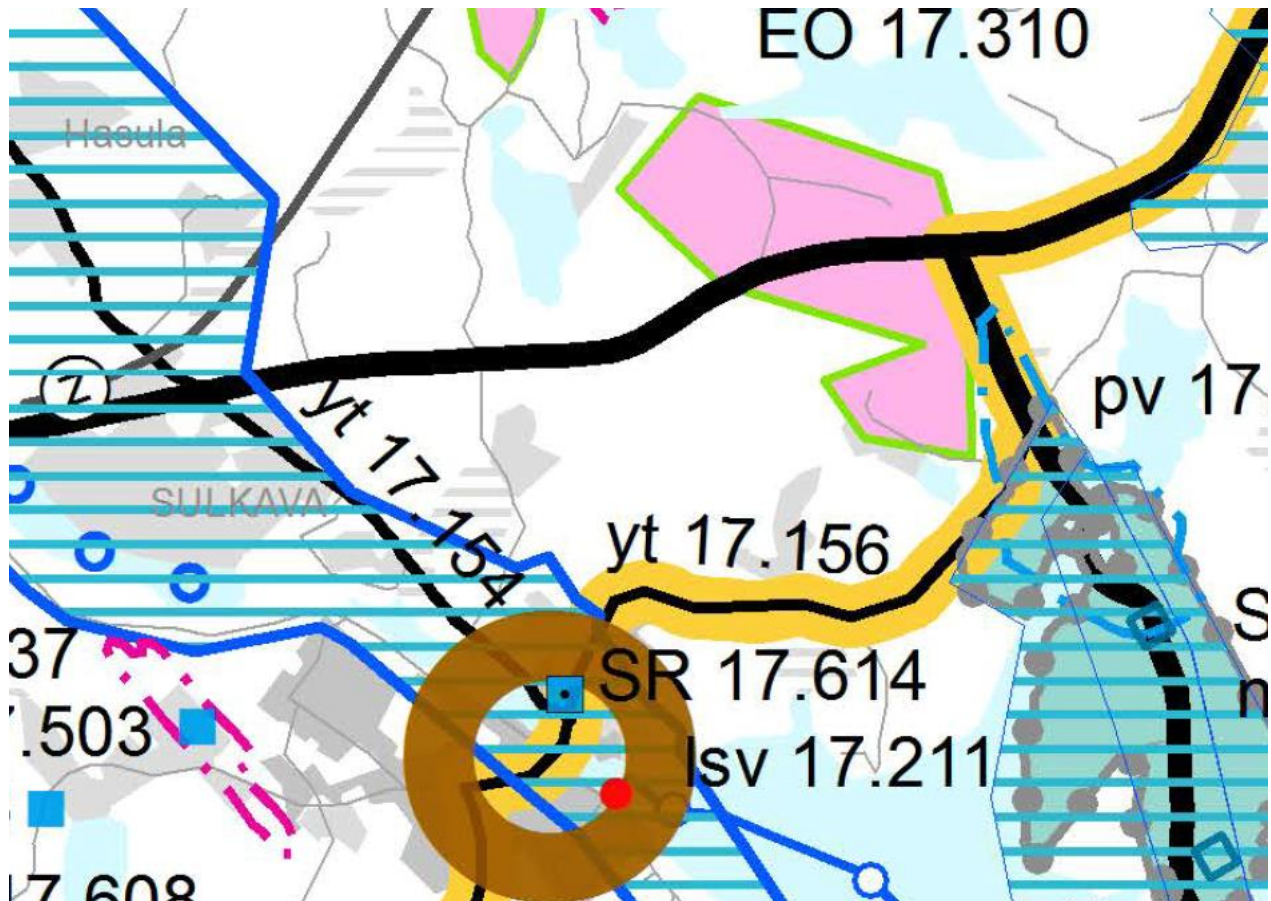 EO 17.310
Hasula
Z
pv 17.
yt 17.154
SULKAVA
yt 17.156
37
SR 17.614
S
.503
lsv 17.211
17.608